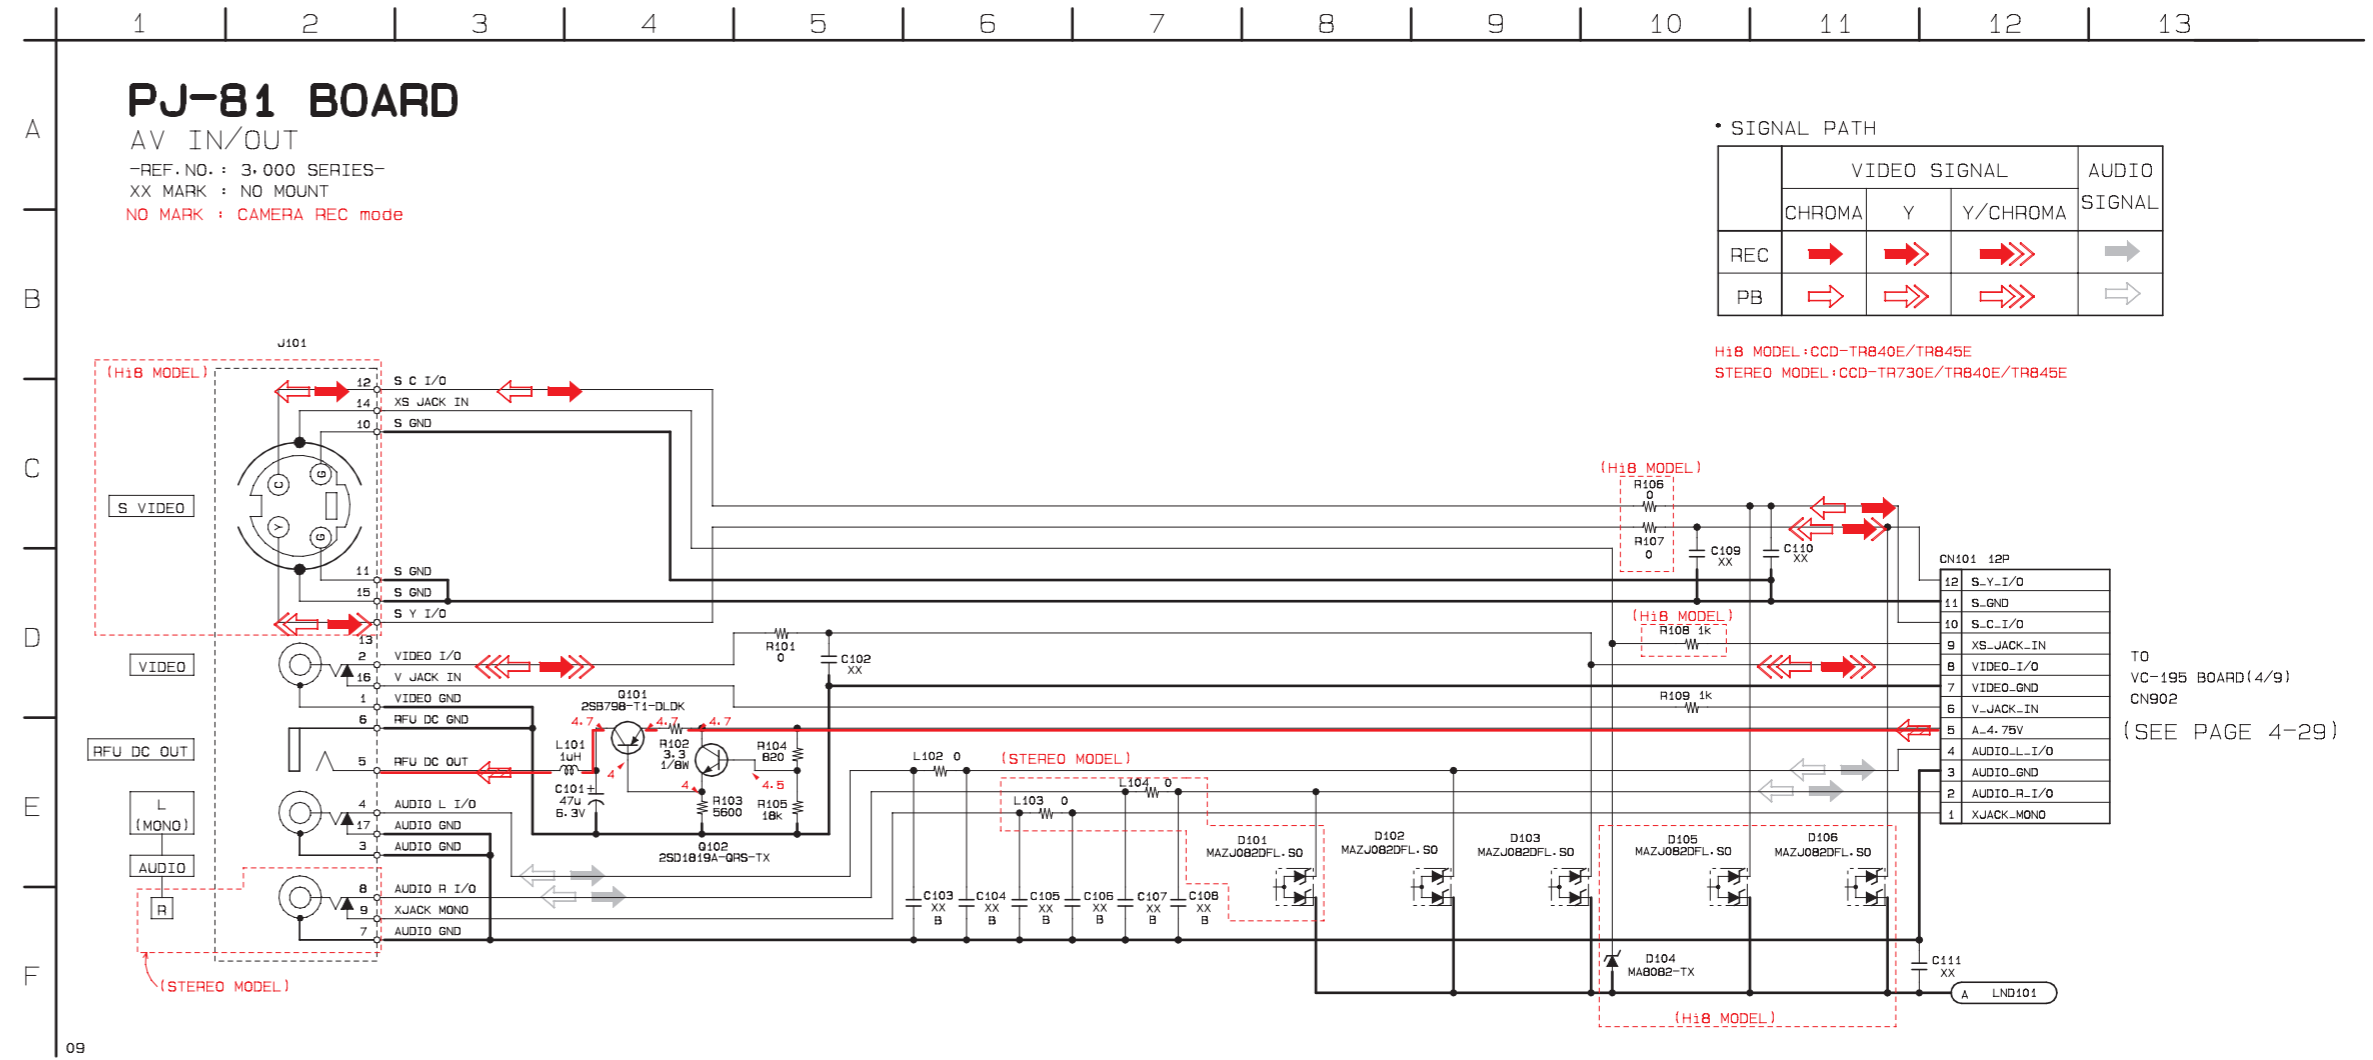 1 2 3 4 5 6 7 8 9 10 11 12 13
A
B
C
D
E
F
PJ-81 BOARD
AV IN/OUT
-REF.NO.: 3,000 SERIES-
XX MARK : NO MOUNT
NO MARK : CAMERA REC mode
• SIGNAL PATH
VIDEO SIGNAL
AUDIO SIGNAL
CHROMA Y Y/CHROMA
REC
PB
Hi8 MODEL:CCD-TR840E/TR845E
STEREO MODEL:CCD-TR730E/TR840E/TR845E
J101
(Hi8 MODEL)
12 S C I/O
14 XS JACK IN
10 S GND
C G
Y G
S VIDEO
11 S GND
15 S GND
S Y I/O
13
VIDEO
2 VIDEO I/O
16 V JACK IN
1 VIDEO GND
6 RFU DC GND
RFU DC OUT
5 RFU DC OUT
L
(MONO)
4 AUDIO L I/O
17 AUDIO GND
3 AUDIO GND
AUDIO
R
8 AUDIO R I/O
9 XJACK MONO
7 AUDIO GND
(STEREO MODEL)
R101
0
C102
XX
Q101
2SB798-T1-DLDK
4.7 4.7 4.7
L101
1uH
R102
3.3
1/8W
R104
820
4
4
4.5
C101 +
47u
6.3V
R103
5600
R105
18k
Q102
2SD1819A-QRS-TX
L102 0
(STEREO MODEL)
L104 0
L103 0
C103
XX
B
C104
XX
B
C105
XX
B
C106
XX
B
C107
XX
B
C108
XX
B
D101
MAZJ082DFL.SO
D102
MAZJ082DFL.SO
D103
MAZJ082DFL.SO
D105
MAZJ082DFL.SO
D106
MAZJ082DFL.SO
D104
MA8082-TX
(Hi8 MODEL)
(Hi8 MODEL)
R106
0
R107
0
C109
XX
C110
XX
(Hi8 MODEL)
R108 1k
R109 1k
CN101 12P
12 S_Y_I/O
11 S_GND
10 S_C_I/O
9 XS_JACK_IN
8 VIDEO_I/O
7 VIDEO_GND
6 V_JACK_IN
5 A_4.75V
4 AUDIO_L_I/O
3 AUDIO_GND
2 AUDIO_R_I/O
1 XJACK_MONO
TO
VC-195 BOARD(4/9)
CN902
(SEE PAGE 4-29)
C111
XX
A LND101
09